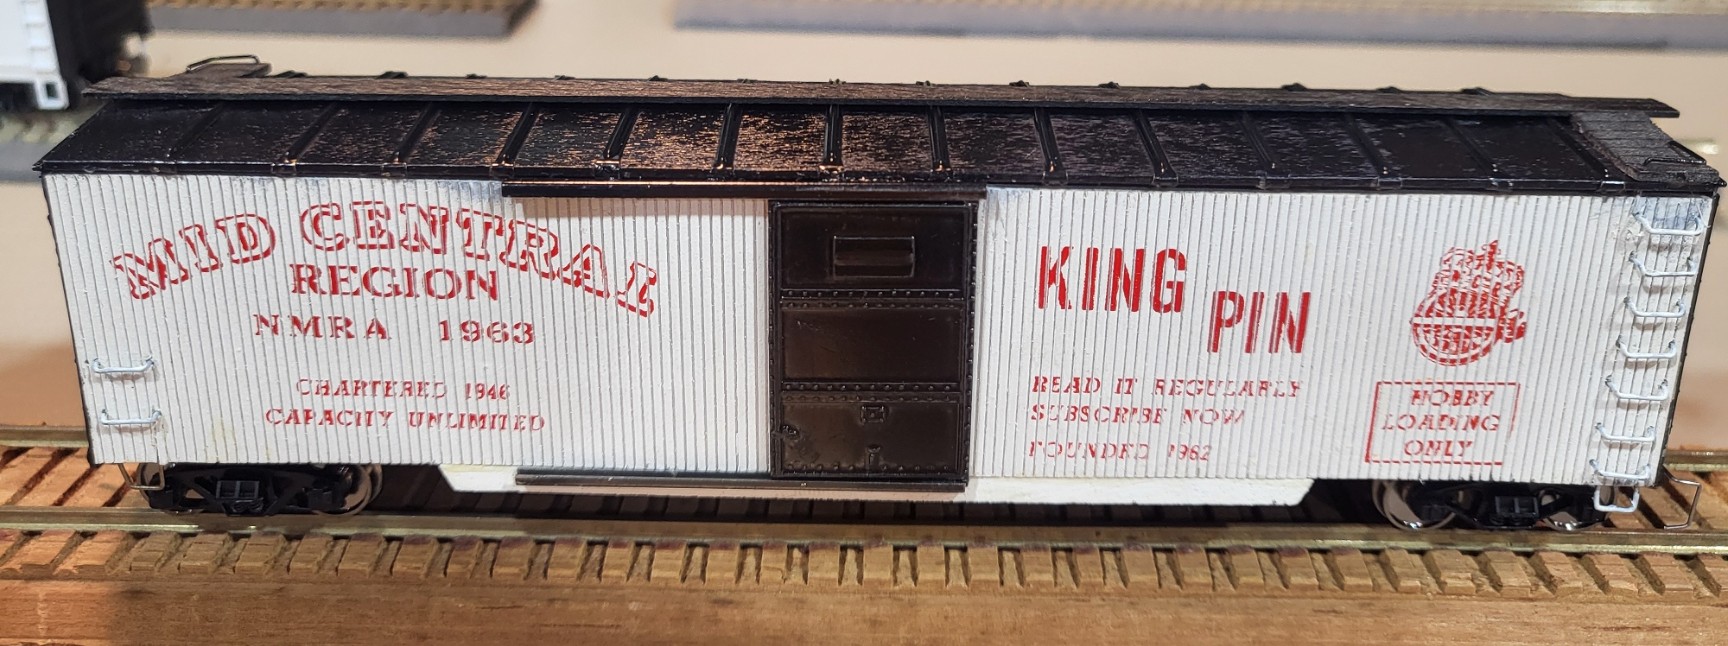 MID CENTRAL
REGION
NMRA 1963
CHARTERED 1946
CAPACITY UNLIMITED
KING
PIN
READ IT REGULARLY
SUBSCRIBE NOW
FOUNDED 1962
HOBBY
LOADING
ONLY